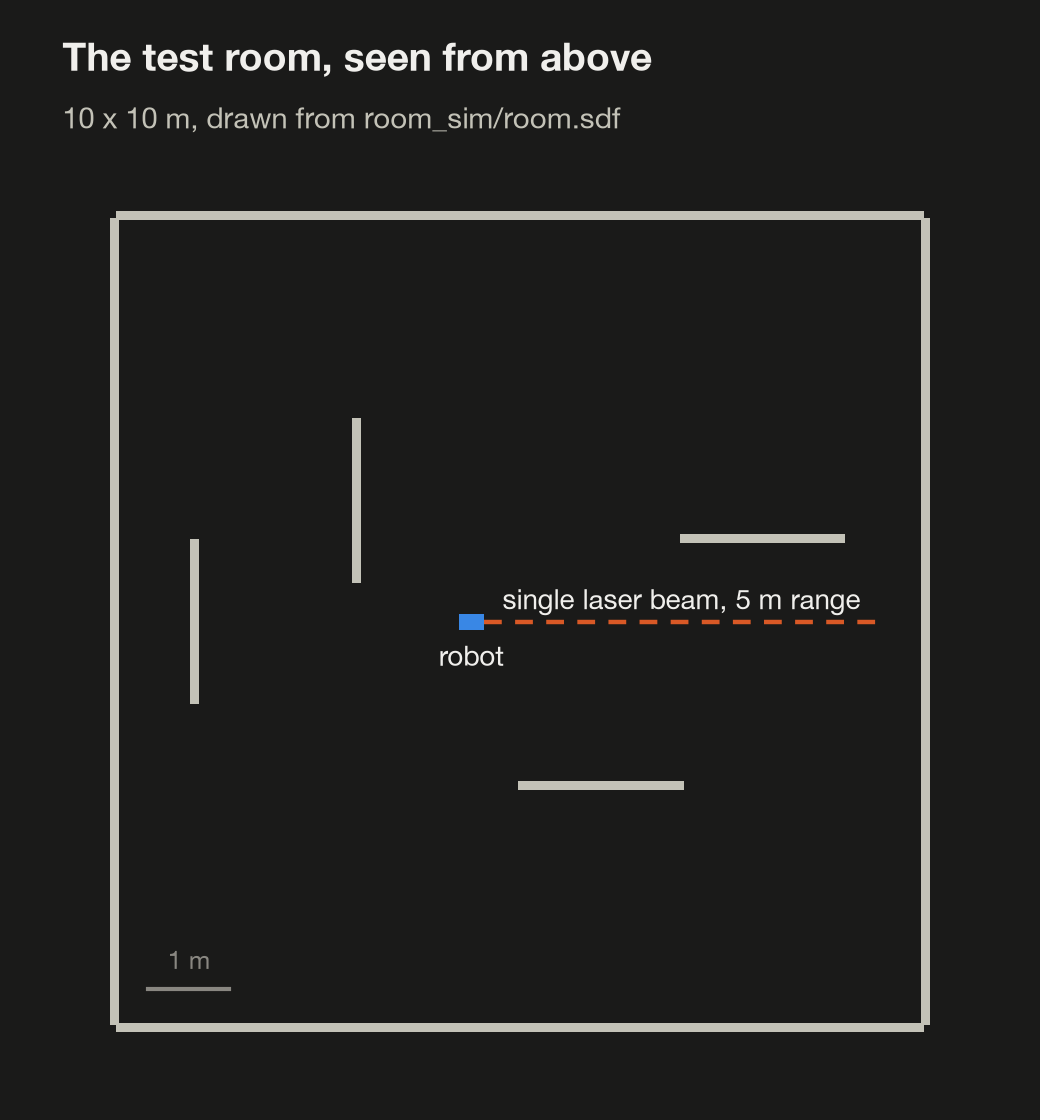 The test room, seen from above
10 x 10 m, drawn from room_sim/room.sdf
single laser beam, 5 m range
robot
1 m